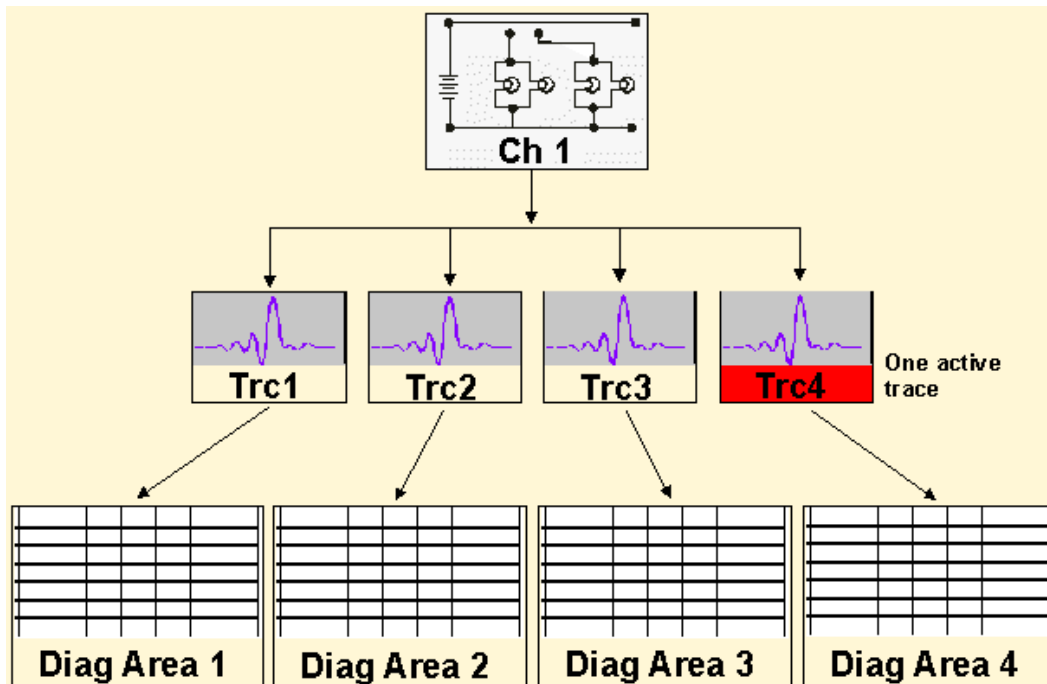 Ch 1
Trc1
Trc2
Trc3
Trc4
One active
trace
Diag Area 1
Diag Area 2
Diag Area 3
Diag Area 4